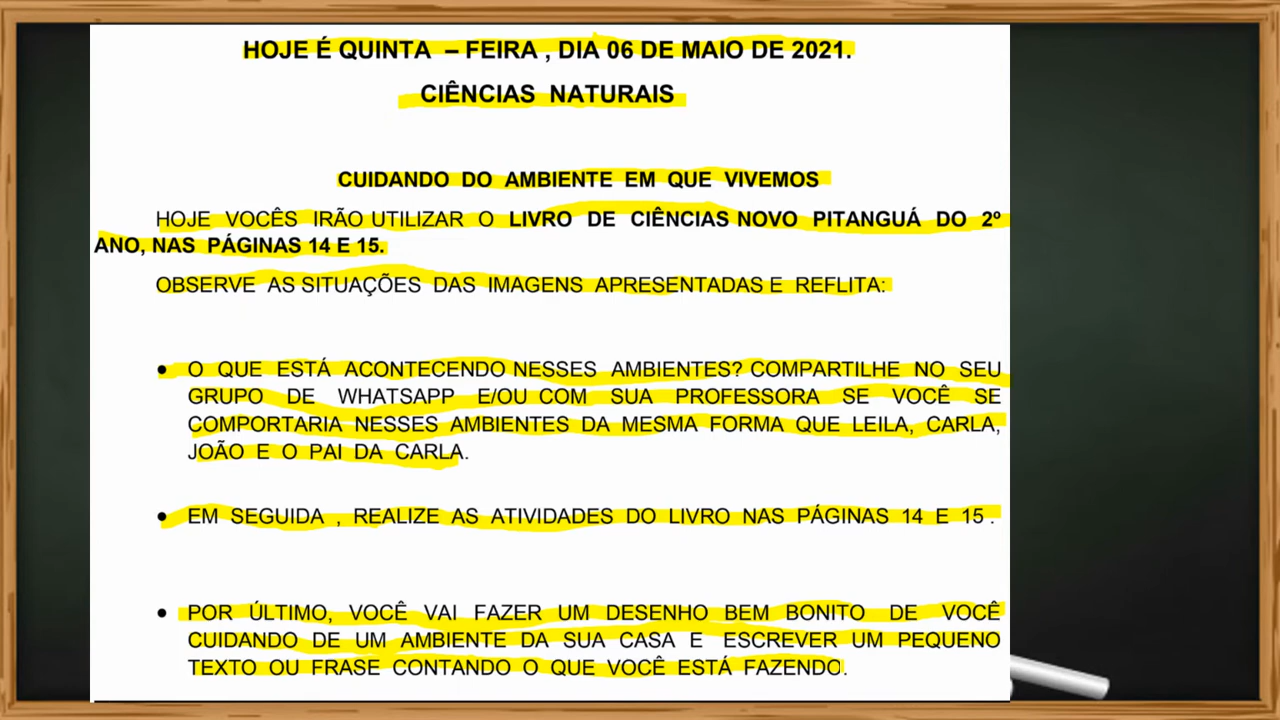 HOJE É QUINTA – FEIRA , DIA 06 DE MAIO DE 2021.
CIÊNCIAS NATURAIS
CUIDANDO DO AMBIENTE EM QUE VIVEMOS
HOJE VOCÊS IRÃO UTILIZAR O LIVRO DE CIÊNCIAS NOVO PITANGUÁ DO 2º
ANO, NAS PÁGINAS 14 E 15.
OBSERVE AS SITUAÇÕES DAS IMAGENS APRESENTADAS E REFLITA:
● O QUE ESTÁ ACONTECENDO NESSES AMBIENTES? COMPARTILHE NO SEU
GRUPO DE WHATSAPP E/OU COM SUA PROFESSORA SE VOCÊ SE
COMPORTARIA NESSES AMBIENTES DA MESMA FORMA QUE LEILA, CARLA,
JOÃO E O PAI DA CARLA.
● EM SEGUIDA , REALIZE AS ATIVIDADES DO LIVRO NAS PÁGINAS 14 E 15 .
● POR ÚLTIMO, VOCÊ VAI FAZER UM DESENHO BEM BONITO DE VOCÊ
CUIDANDO DE UM AMBIENTE DA SUA CASA E ESCREVER UM PEQUENO
TEXTO OU FRASE CONTANDO O QUE VOCÊ ESTÁ FAZENDO.